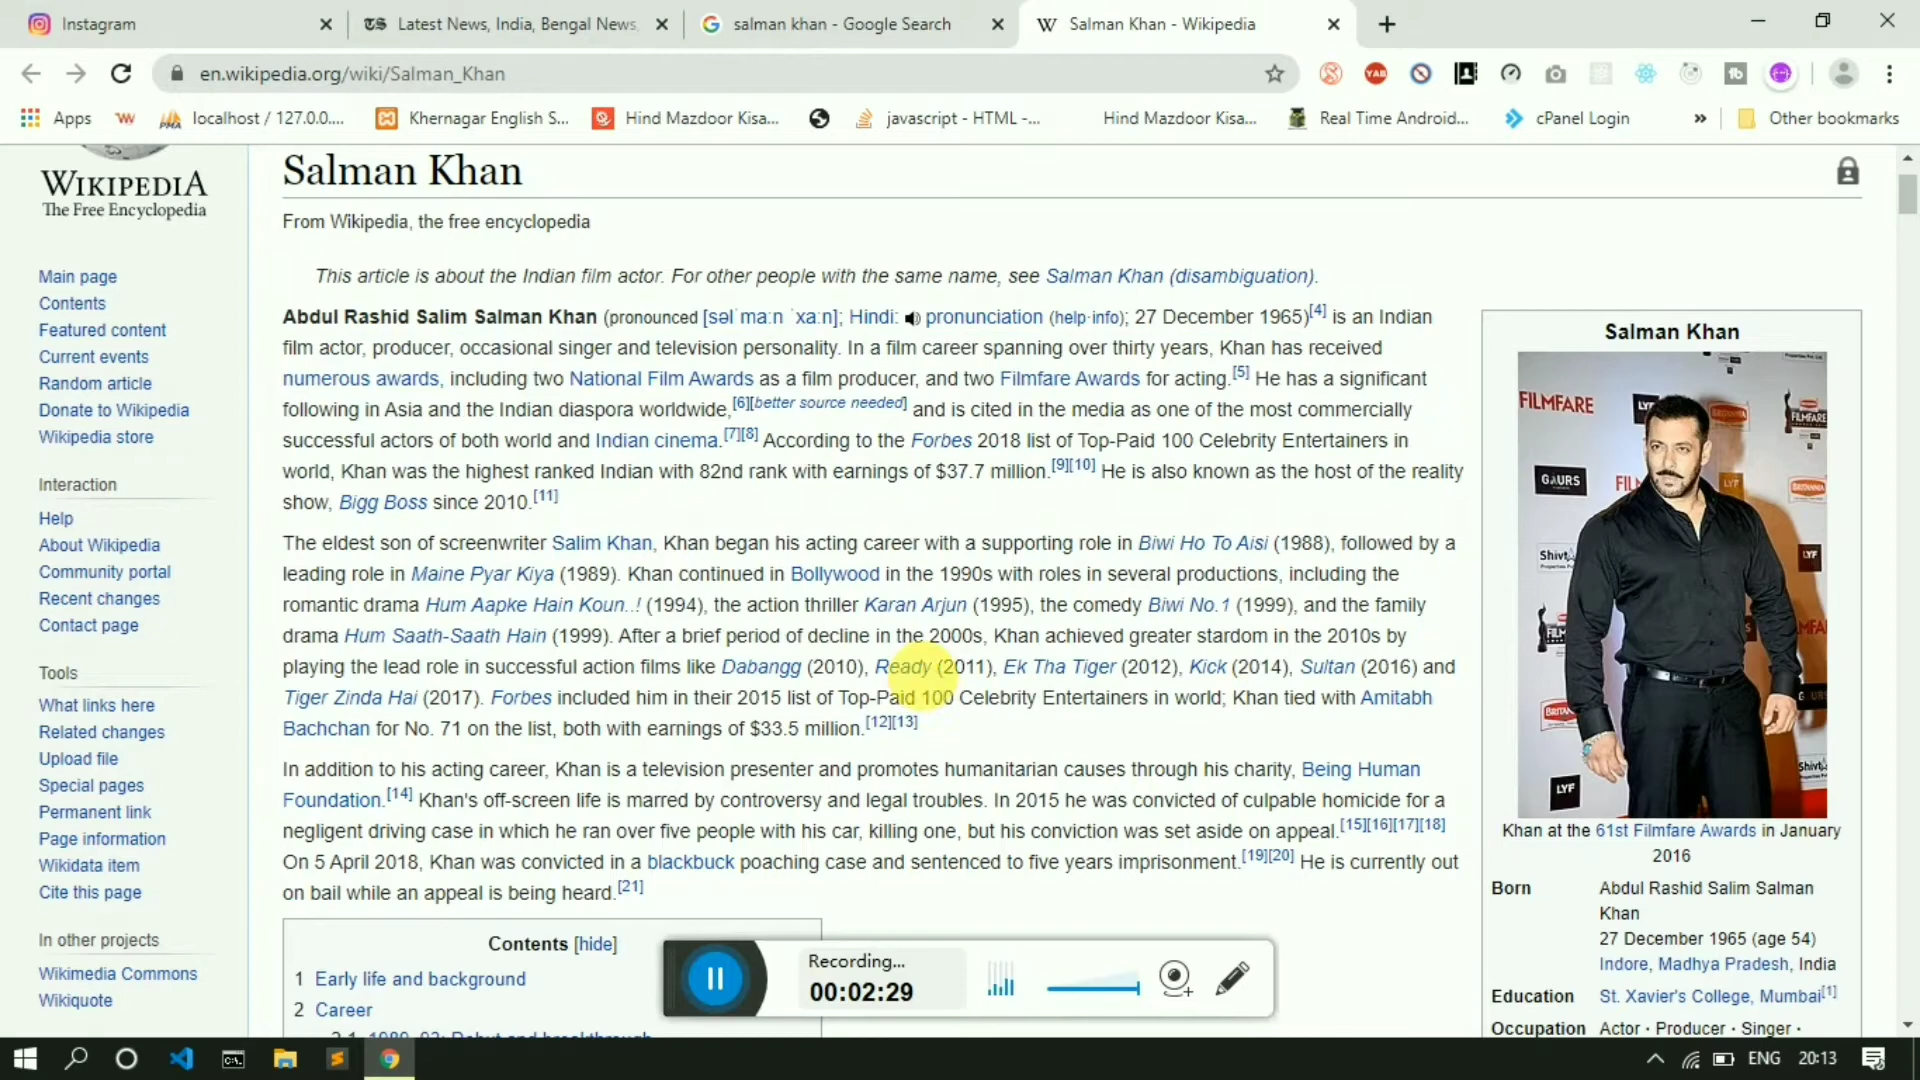 Instagram
Latest News, India, Bengal News,
salman khan - Google Search
Salman Khan - Wikipedia
en.wikipedia.org/wiki/Salman_Khan
Apps
localhost / 127.0.0....
Khernagar English S...
Hind Mazdoor Kisa...
javascript - HTML -...
Hind Mazdoor Kisa...
Real Time Android...
cPanel Login
Other bookmarks
WIKIPEDIA
The Free Encyclopedia
Main page
Contents
Featured content
Current events
Random article
Donate to Wikipedia
Wikipedia store
Interaction
Help
About Wikipedia
Community portal
Recent changes
Contact page
Tools
What links here
Related changes
Upload file
Special pages
Permanent link
Page information
Wikidata item
Cite this page
In other projects
Wikimedia Commons
Wikiquote
Salman Khan
From Wikipedia, the free encyclopedia
This article is about the Indian film actor. For other people with the same name, see Salman Khan (disambiguation).
Abdul Rashid Salim Salman Khan (pronounced [səlˈmaːn ˈxaːn]; Hindi: pronunciation (help·info); 27 December 1965)[4] is an Indian
film actor, producer, occasional singer and television personality. In a film career spanning over thirty years, Khan has received
numerous awards, including two National Film Awards as a film producer, and two Filmfare Awards for acting.[5] He has a significant
following in Asia and the Indian diaspora worldwide,[6][better source needed] and is cited in the media as one of the most commercially
successful actors of both world and Indian cinema.[7][8] According to the Forbes 2018 list of Top-Paid 100 Celebrity Entertainers in
world, Khan was the highest ranked Indian with 82nd rank with earnings of $37.7 million.[9][10] He is also known as the host of the reality
show, Bigg Boss since 2010.[11]
The eldest son of screenwriter Salim Khan, Khan began his acting career with a supporting role in Biwi Ho To Aisi (1988), followed by a
leading role in Maine Pyar Kiya (1989). Khan continued in Bollywood in the 1990s with roles in several productions, including the
romantic drama Hum Aapke Hain Koun..! (1994), the action thriller Karan Arjun (1995), the comedy Biwi No.1 (1999), and the family
drama Hum Saath-Saath Hain (1999). After a brief period of decline in the 2000s, Khan achieved greater stardom in the 2010s by
playing the lead role in successful action films like Dabangg (2010), Ready (2011), Ek Tha Tiger (2012), Kick (2014), Sultan (2016) and
Tiger Zinda Hai (2017). Forbes included him in their 2015 list of Top-Paid 100 Celebrity Entertainers in world; Khan tied with Amitabh
Bachchan for No. 71 on the list, both with earnings of $33.5 million.[12][13]
In addition to his acting career, Khan is a television presenter and promotes humanitarian causes through his charity, Being Human
Foundation.[14] Khan's off-screen life is marred by controversy and legal troubles. In 2015 he was convicted of culpable homicide for a
negligent driving case in which he ran over five people with his car, killing one, but his conviction was set aside on appeal.[15][16][17][18]
On 5 April 2018, Khan was convicted in a blackbuck poaching case and sentenced to five years imprisonment.[19][20] He is currently out
on bail while an appeal is being heard.[21]
Contents [hide]
1 Early life and background
2 Career
Salman Khan
FILMFARE
GAURS
LYF
BRITANNIA
Khan at the 61st Filmfare Awards in January
2016
Born Abdul Rashid Salim Salman
Khan
27 December 1965 (age 54)
Indore, Madhya Pradesh, India
Education St. Xavier's College, Mumbai[1]
Occupation Actor · Producer · Singer ·
Recording...
00:02:29
ENG
20:13